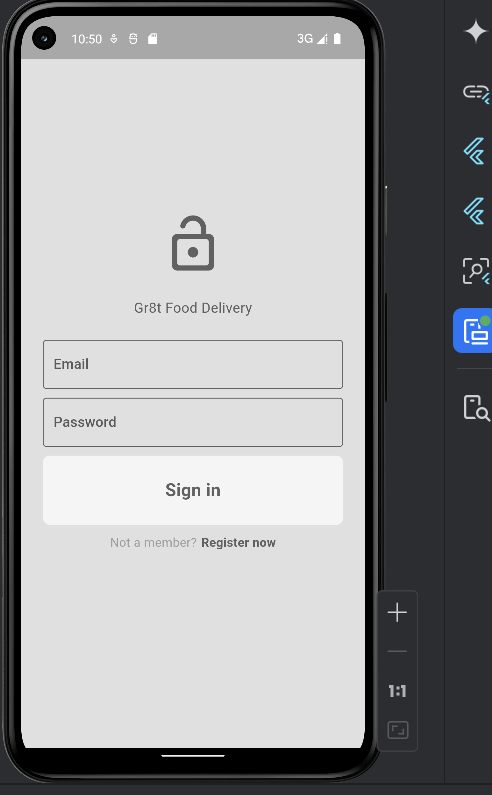 10:50 3G
Gr8t Food Delivery
Email
Password
Sign in
Not a member? Register now
1:1